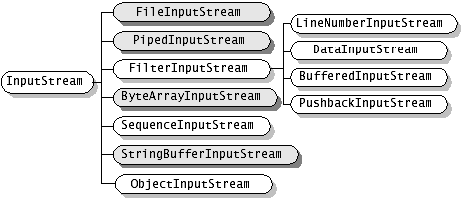 InputStream
FileInputStream
PipedInputStream
FilterInputStream
ByteArrayInputStream
SequenceInputStream
StringBufferInputStream
ObjectInputStream
LineNumberInputStream
DataInputStream
BufferedInputStream
PushbackInputStream